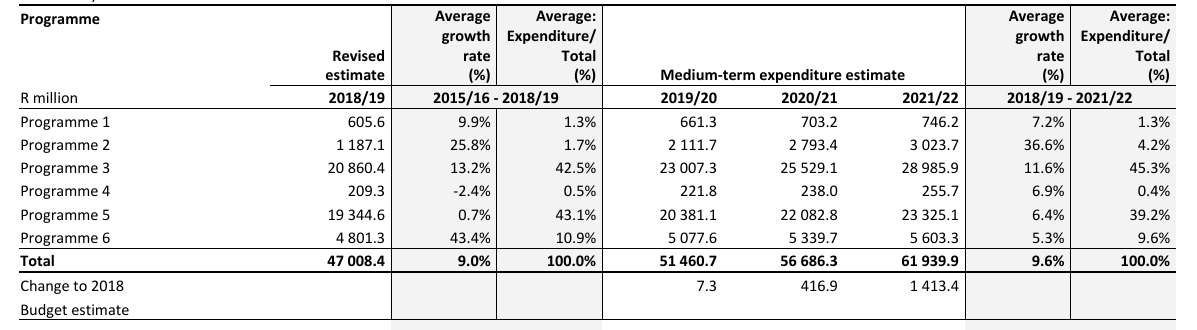 Programme Average Average: Average Average:
growth Expenditure/ growth Expenditure/
Revised rate Total rate Total
estimate (%) (%) Medium-term expenditure estimate (%) (%)
R million 2018/19 2015/16 - 2018/19 2019/20 2020/21 2021/22 2018/19 - 2021/22
Programme 1 605.6 9.9% 1.3% 661.3 703.2 746.2 7.2% 1.3%
Programme 2 1 187.1 25.8% 1.7% 2 111.7 2 793.4 3 023.7 36.6% 4.2%
Programme 3 20 860.4 13.2% 42.5% 23 007.3 25 529.1 28 985.9 11.6% 45.3%
Programme 4 209.3 -2.4% 0.5% 221.8 238.0 255.7 6.9% 0.4%
Programme 5 19 344.6 0.7% 43.1% 20 381.1 22 082.8 23 325.1 6.4% 39.2%
Programme 6 4 801.3 43.4% 10.9% 5 077.6 5 339.7 5 603.3 5.3% 9.6%
Total 47 008.4 9.0% 100.0% 51 460.7 56 686.3 61 939.9 9.6% 100.0%
Change to 2018 7.3 416.9 1 413.4
Budget estimate